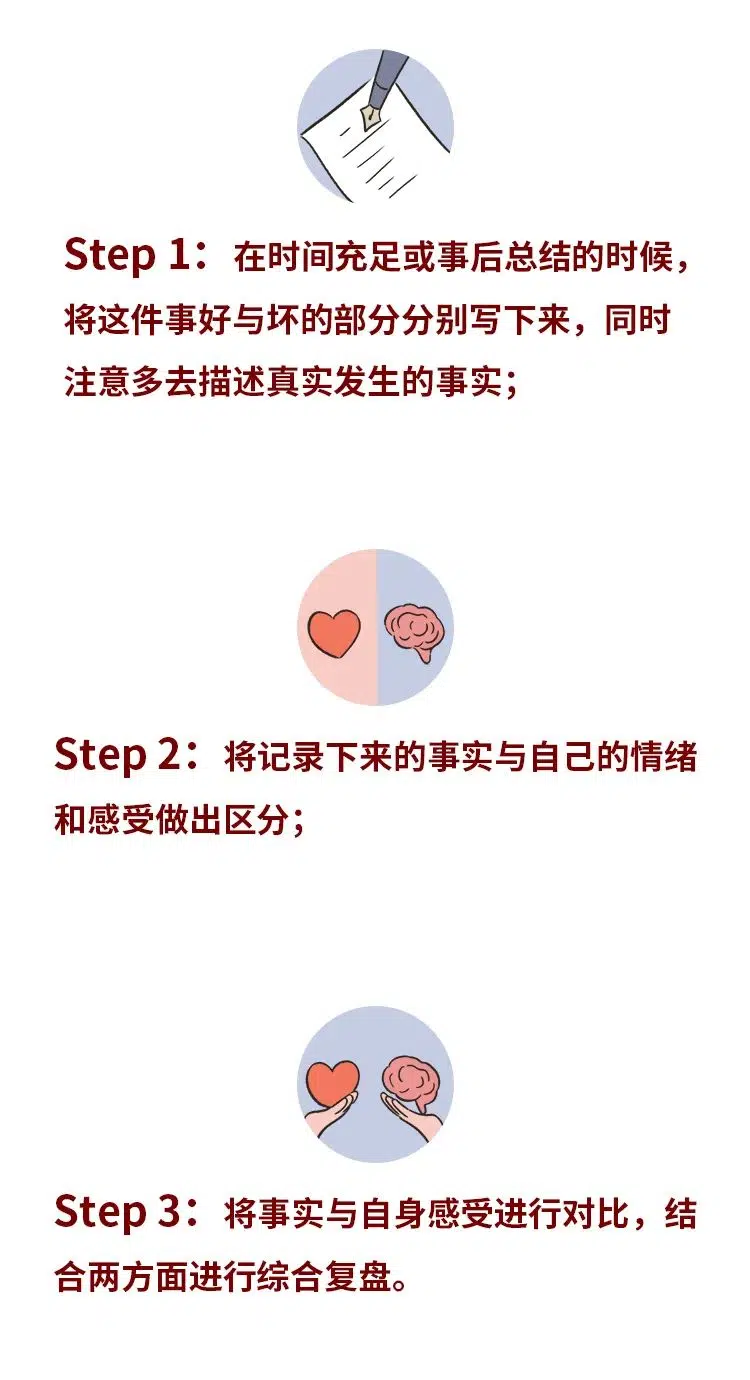 Step 1：在时间充足或事后总结的时候，
将这件事好与坏的部分分别写下来，同时
注意多去描述真实发生的事实；
Step 2：将记录下来的事实与自己的情绪
和感受做出区分；
Step 3：将事实与自身感受进行对比，结
合两方面进行综合复盘。